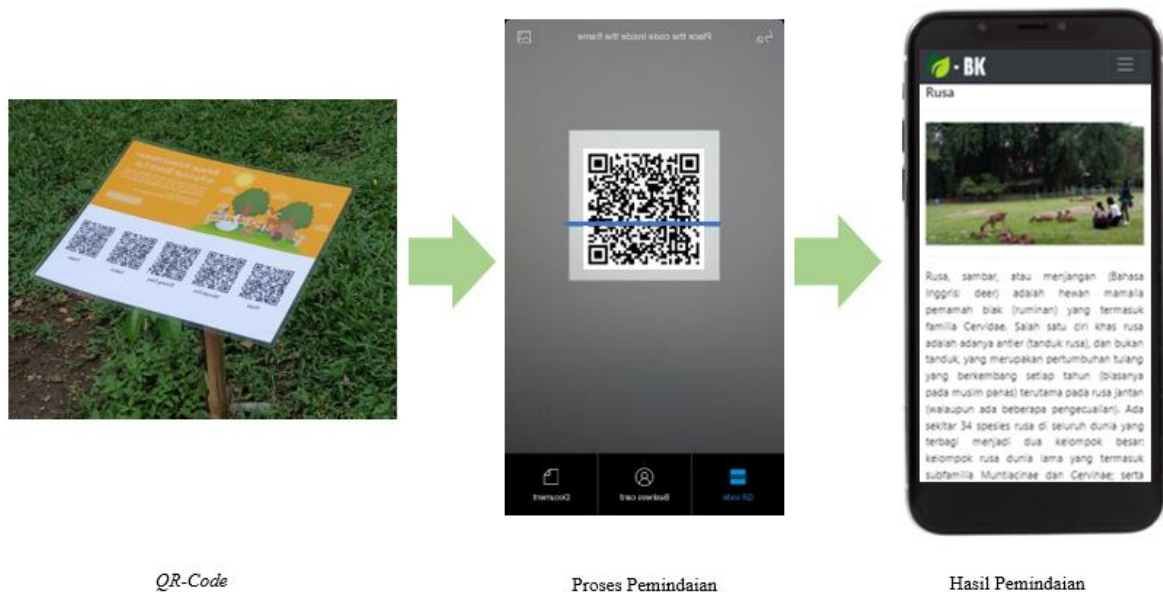 Place the code inside the frame
QR code
Business card
Document
- BK
Rusa
Rusa, sambar, atau menjangan (Bahasa
Inggris: deer) adalah hewan mamalia
pemamah biak (ruminan) yang termasuk
familia Cervidae. Salah satu ciri khas rusa
adalah adanya antler (tanduk rusa), dan bukan
tanduk, yang merupakan pertumbuhan tulang
yang berkembang setiap tahun (biasanya
pada musim panas) terutama pada rusa jantan
(walaupun ada beberapa pengecualian). Ada
sekitar 34 spesies rusa di seluruh dunia yang
terbagi menjadi dua kelompok besar:
kelompok rusa dunia lama yang termasuk
subfamilia Muntiacinae dan Cervinae; serta
QR-Code
Proses Pemindaian
Hasil Pemindaian